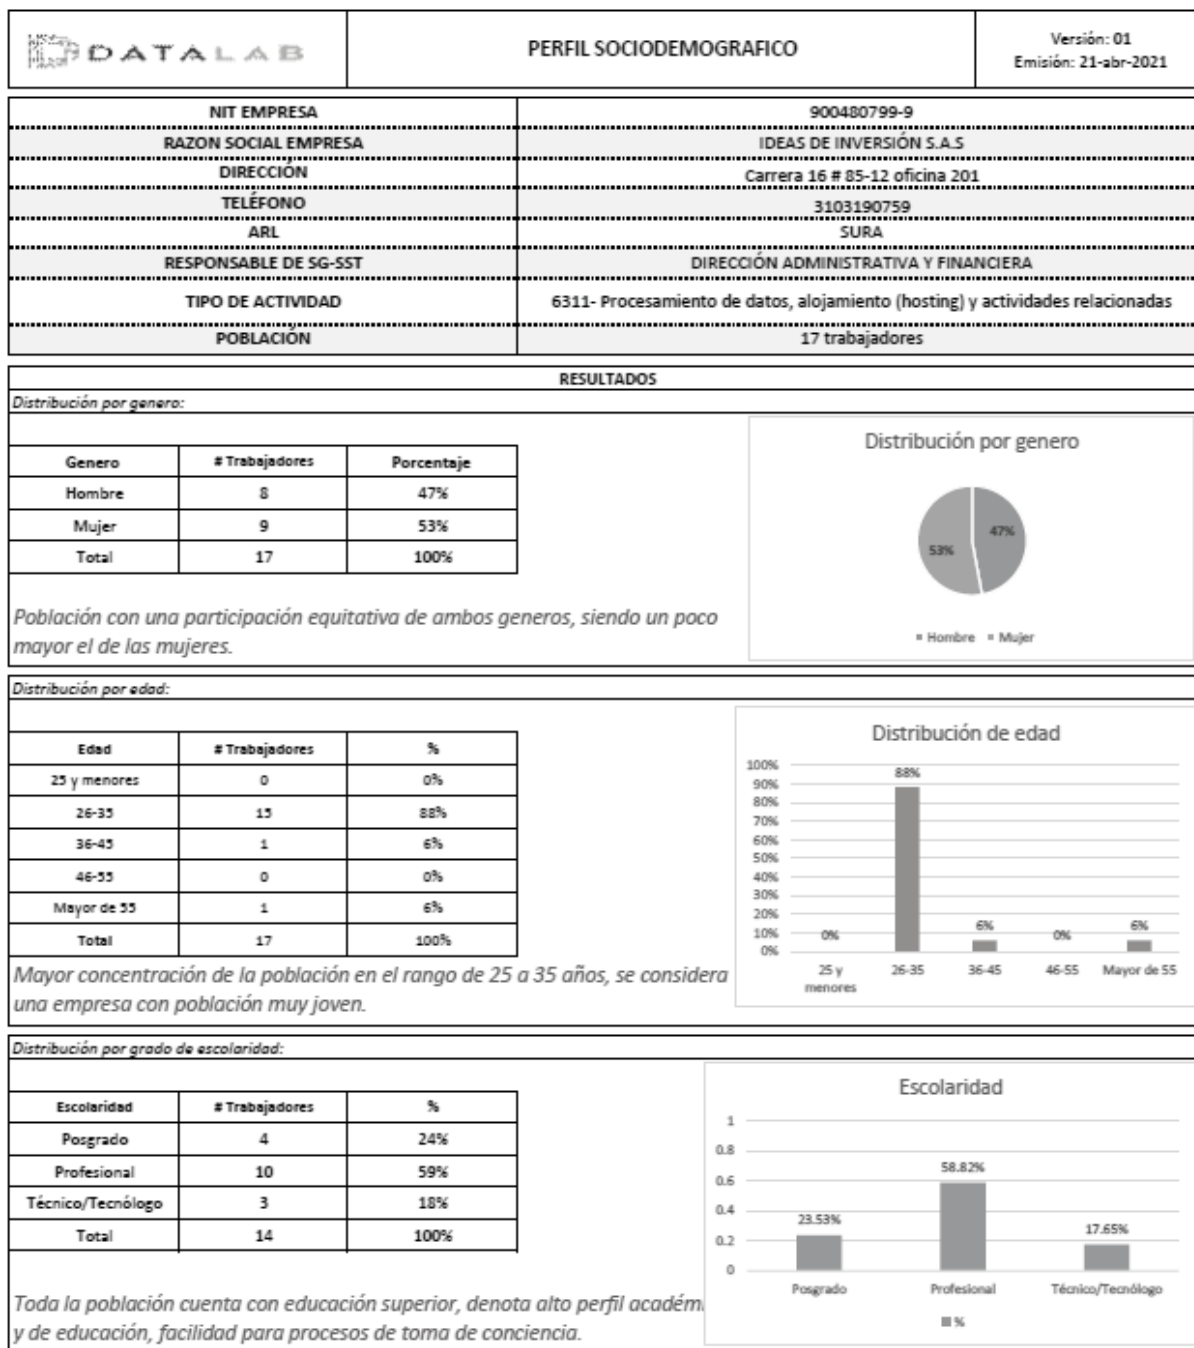 DATALAB
PERFIL SOCIODEMOGRAFICO
Versión: 01
Emisión: 21-abr-2021
NIT EMPRESA 900480799-9
RAZON SOCIAL EMPRESA IDEAS DE INVERSIÓN S.A.S
DIRECCIÓN Carrera 16 # 85-12 oficina 201
TELÉFONO 3103190759
ARL SURA
RESPONSABLE DE SG-SST DIRECCIÓN ADMINISTRATIVA Y FINANCIERA
TIPO DE ACTIVIDAD 6311- Procesamiento de datos, alojamiento (hosting) y actividades relacionadas
POBLACIÓN 17 trabajadores
RESULTADOS
Distribución por genero:
Genero # Trabajadores Porcentaje
Hombre 8 47%
Mujer 9 53%
Total 17 100%
Población con una participación equitativa de ambos generos, siendo un poco
mayor el de las mujeres.
Distribución por genero
47%
53%
Hombre Mujer
Distribución por edad:
Edad # Trabajadores %
25 y menores 0 0%
26-35 15 88%
36-45 1 6%
46-55 0 0%
Mayor de 55 1 6%
Total 17 100%
Mayor concentración de la población en el rango de 25 a 35 años, se considera
una empresa con población muy joven.
Distribución de edad
100%
90%
80%
70%
60%
50%
40%
30%
20%
10%
0%
0% 88% 6% 0% 6%
25 y menores 26-35 36-45 46-55 Mayor de 55
Distribución por grado de escolaridad:
Escolaridad # Trabajadores %
Posgrado 4 24%
Profesional 10 59%
Técnico/Tecnólogo 3 18%
Total 14 100%
Toda la población cuenta con educación superior, denota alto perfil académi
y de educación, facilidad para procesos de toma de conciencia.
Escolaridad
1
0.8
0.6
0.4
0.2
0
23.53% 58.82% 17.65%
Posgrado Profesional Técnico/Tecnólogo
%